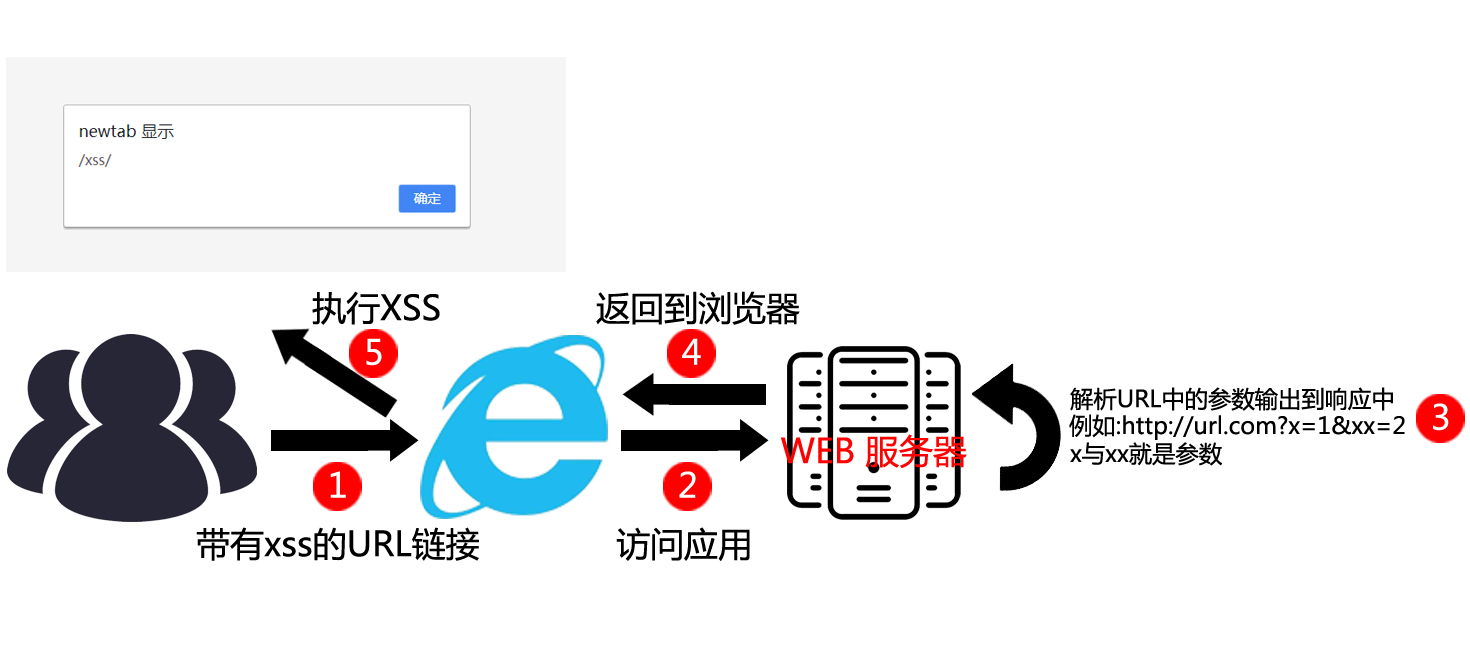 newtab 显示
/xss/
确定
执行XSS
5
返回到浏览器
4
WEB 服务器
解析URL中的参数输出到响应中
例如:http://url.com?x=1&xx=2
x与xx就是参数
3
1
带有xss的URL链接
2
访问应用